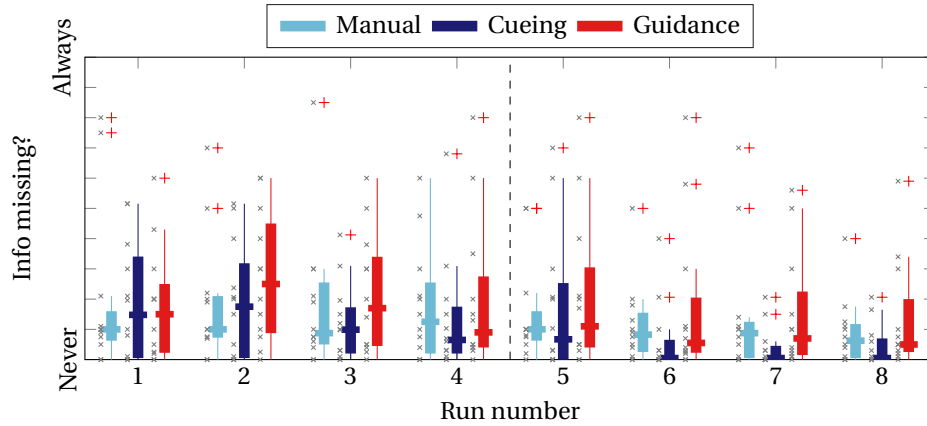 Manual Cueing Guidance
Always
Info missing?
Never
1 2 3 4 5 6 7 8
Run number